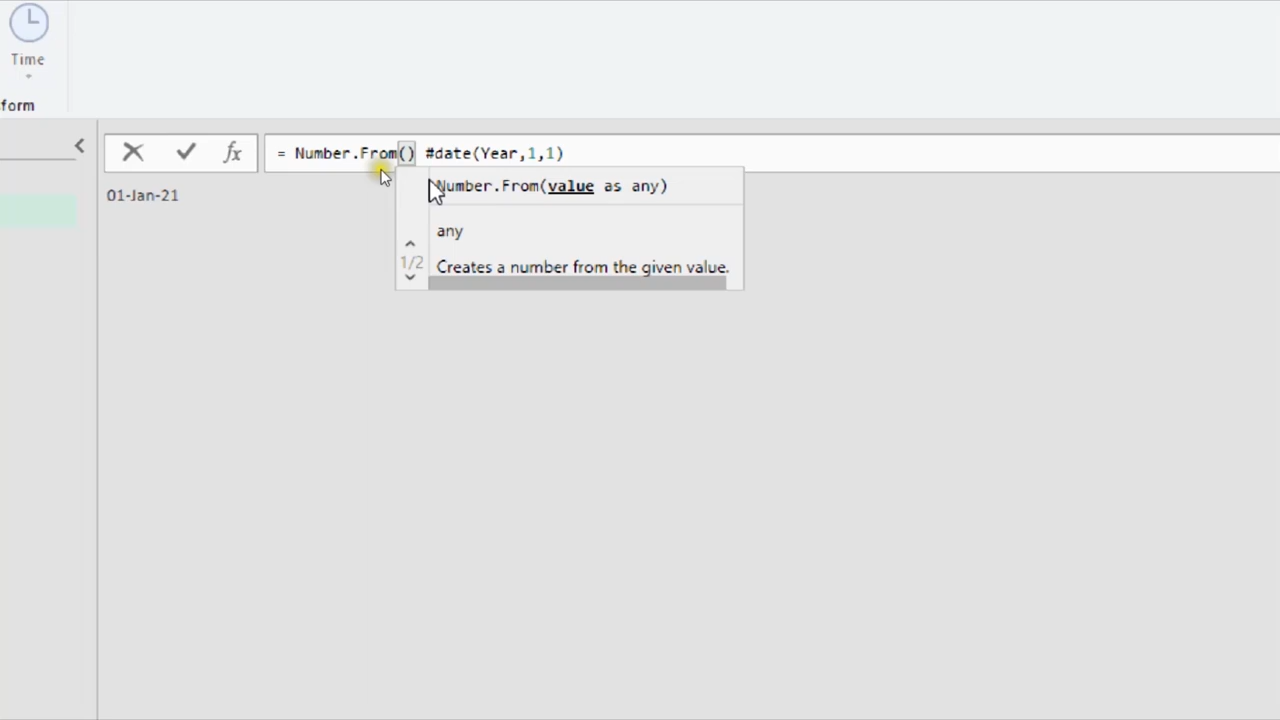 Time
form
fx
= Number.From() #date(Year,1,1)
01-Jan-21
Number.From(value as any)
any
1/2
Creates a number from the given value.